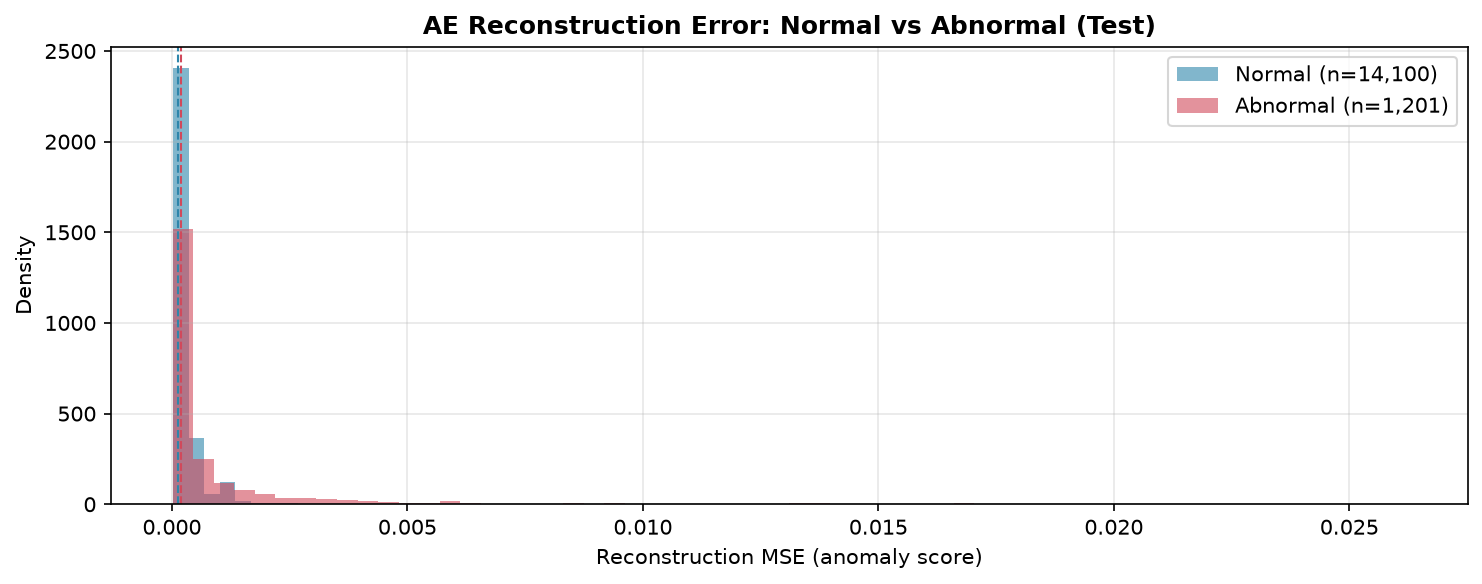 AE Reconstruction Error: Normal vs Abnormal (Test)
Normal (n=14,100)
Abnormal (n=1,201)
Density
2500
2000
1500
1000
500
0
0.000 0.005 0.010 0.015 0.020 0.025
Reconstruction MSE (anomaly score)